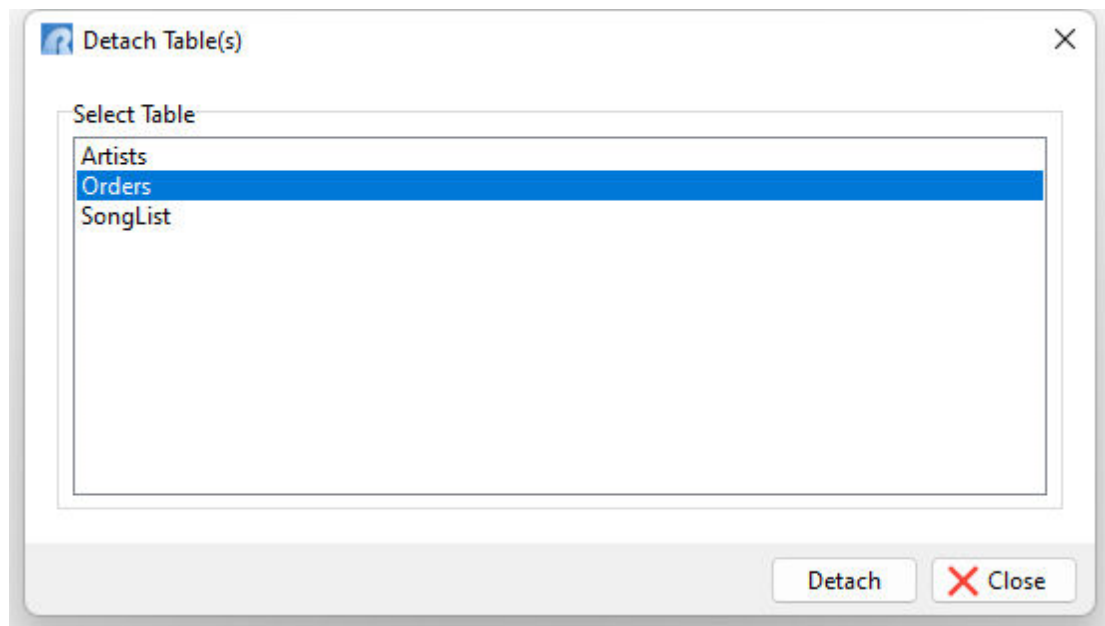 Detach Table(s)
Select Table
Artists
Orders
SongList
Detach
Close